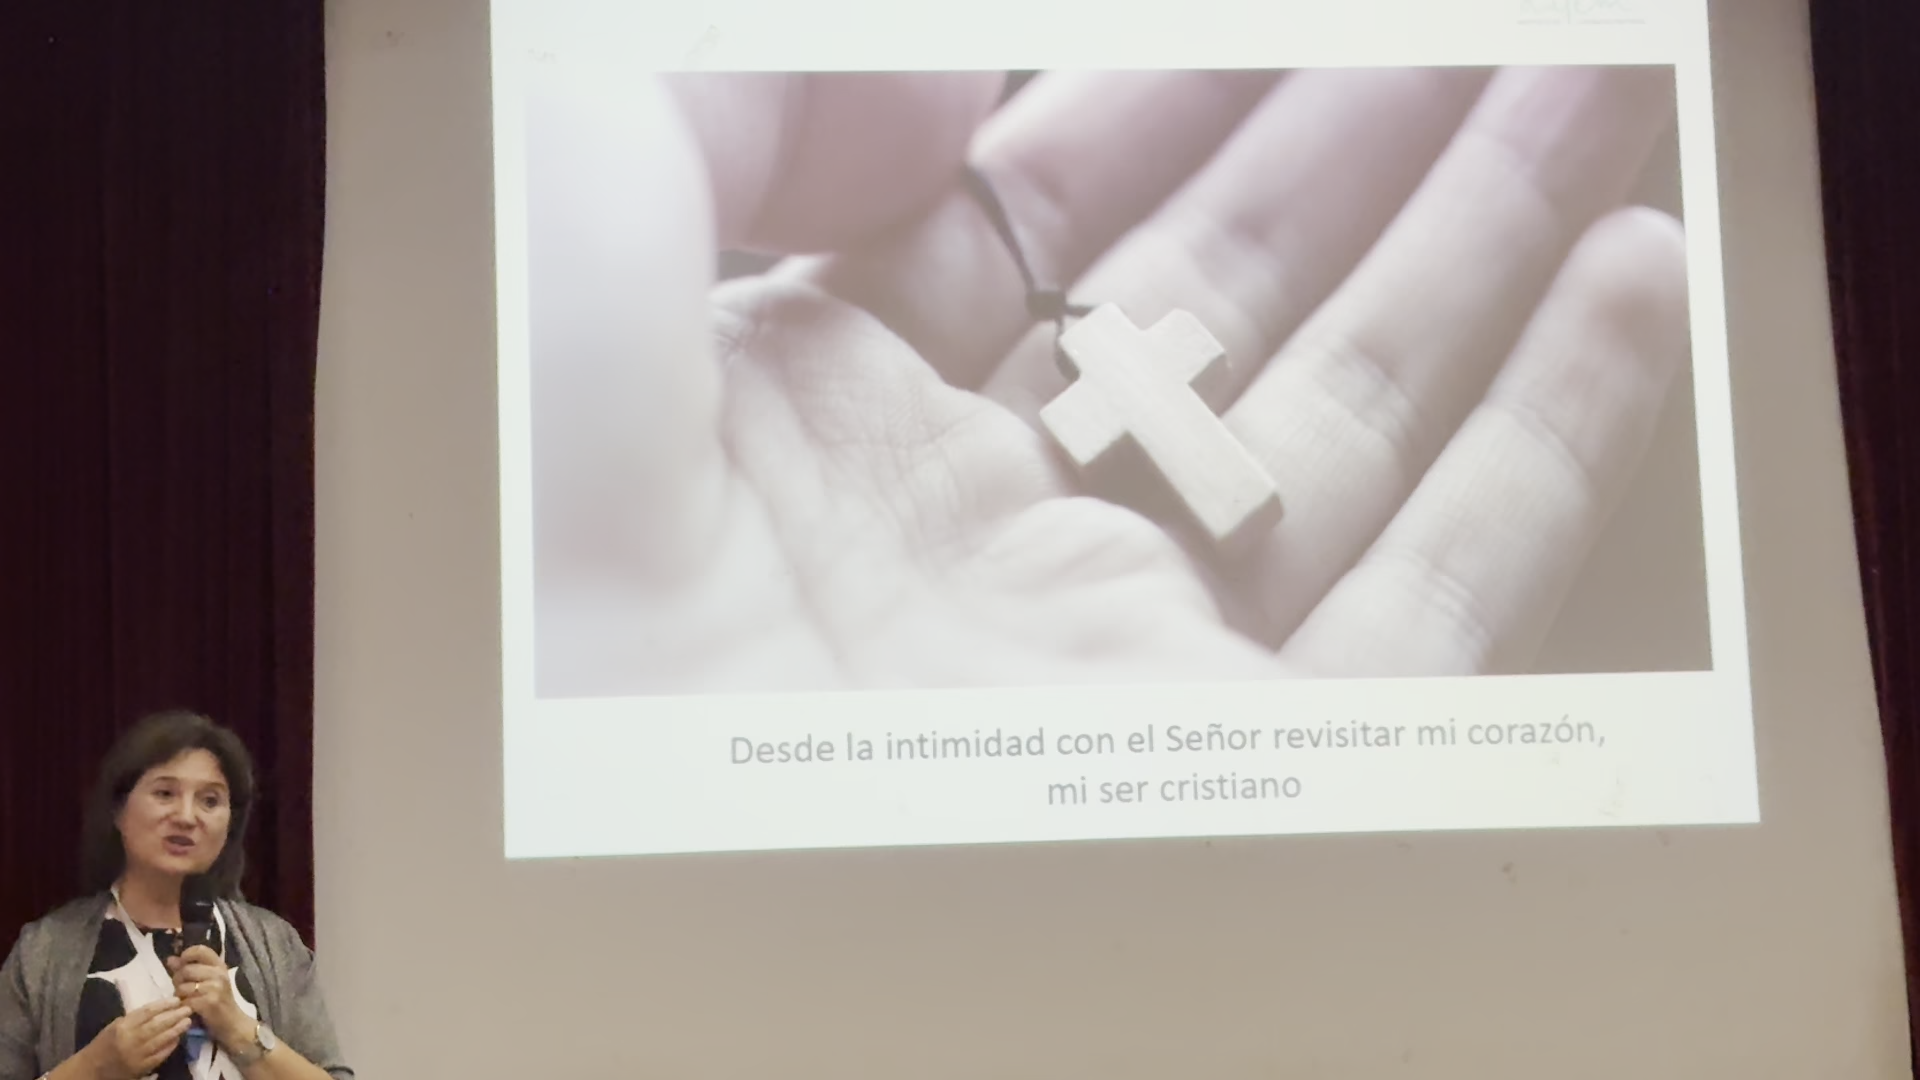 Desde la intimidad con el Señor revisitar mi corazón,
mi ser cristiano